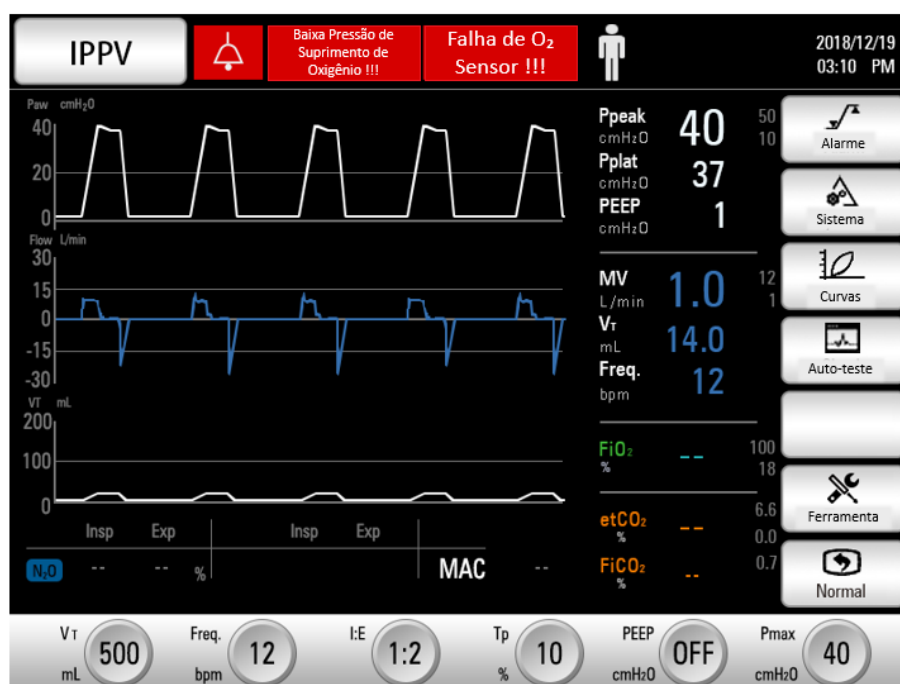 IPPV
Baixa Pressão de
Suprimento de
Oxigênio !!!
Falha de O₂
Sensor !!!
2018/12/19
03:10 PM
Paw cmH₂O
40
20
0
Flow L/min
30
15
0
-15
-30
VT mL
200
100
0
Insp Exp Insp Exp
N₂O -- -- % MAC --
Ppeak
cmH₂O
40
50
10
Pplat
cmH₂O
37
PEEP
cmH₂O
1
MV
L/min
1.0
12
1
VT
mL
14.0
Freq.
bpm
12
FiO₂
%
--
100
18
etCO₂
%
--
6.6
0.0
FiCO₂
%
--
0.7
Alarme
Sistema
Curvas
Auto-teste
Ferramenta
Normal
VT
mL
500
Freq.
bpm
12
I:E
1:2
Tp
%
10
PEEP
cmH₂O
OFF
Pmax
cmH₂O
40